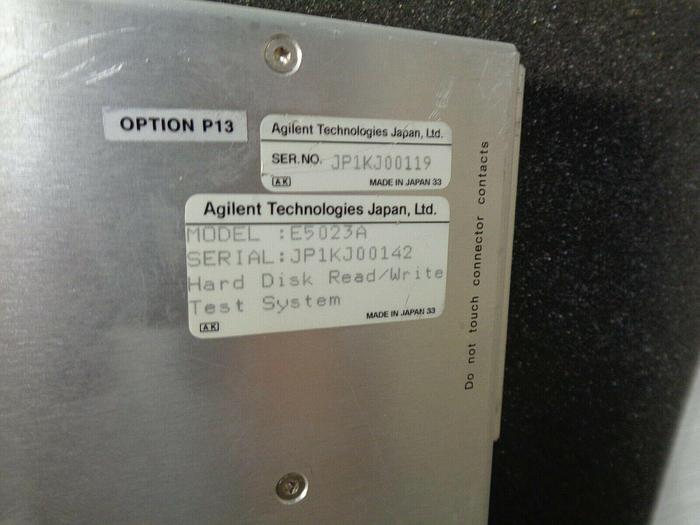 OPTION P13
Agilent Technologies Japan, Ltd.
SER.NO. JP1KJ00119
AK MADE IN JAPAN 33
Agilent Technologies Japan, Ltd.
MODEL :E5023A
SERIAL:JP1KJ00142
Hard Disk Read/Write
Test System
AK MADE IN JAPAN 33
Do not touch connector contacts